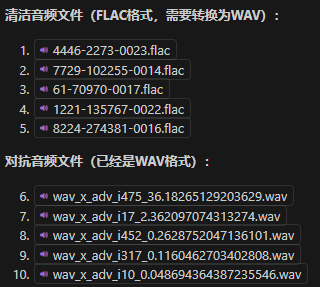 清洁音频文件（FLAC格式，需要转换为WAV）：
1. 4446-2273-0023.flac
2. 7729-102255-0014.flac
3. 61-70970-0017.flac
4. 1221-135767-0022.flac
5. 8224-274381-0016.flac
对抗音频文件（已经是WAV格式）：
6. wav_x_adv_i475_36.18265129203629.wav
7. wav_x_adv_i17_2.362097074313274.wav
8. wav_x_adv_i452_0.2628752047136101.wav
9. wav_x_adv_i317_0.1160462703402808.wav
10. wav_x_adv_i10_0.048694364387235546.wav